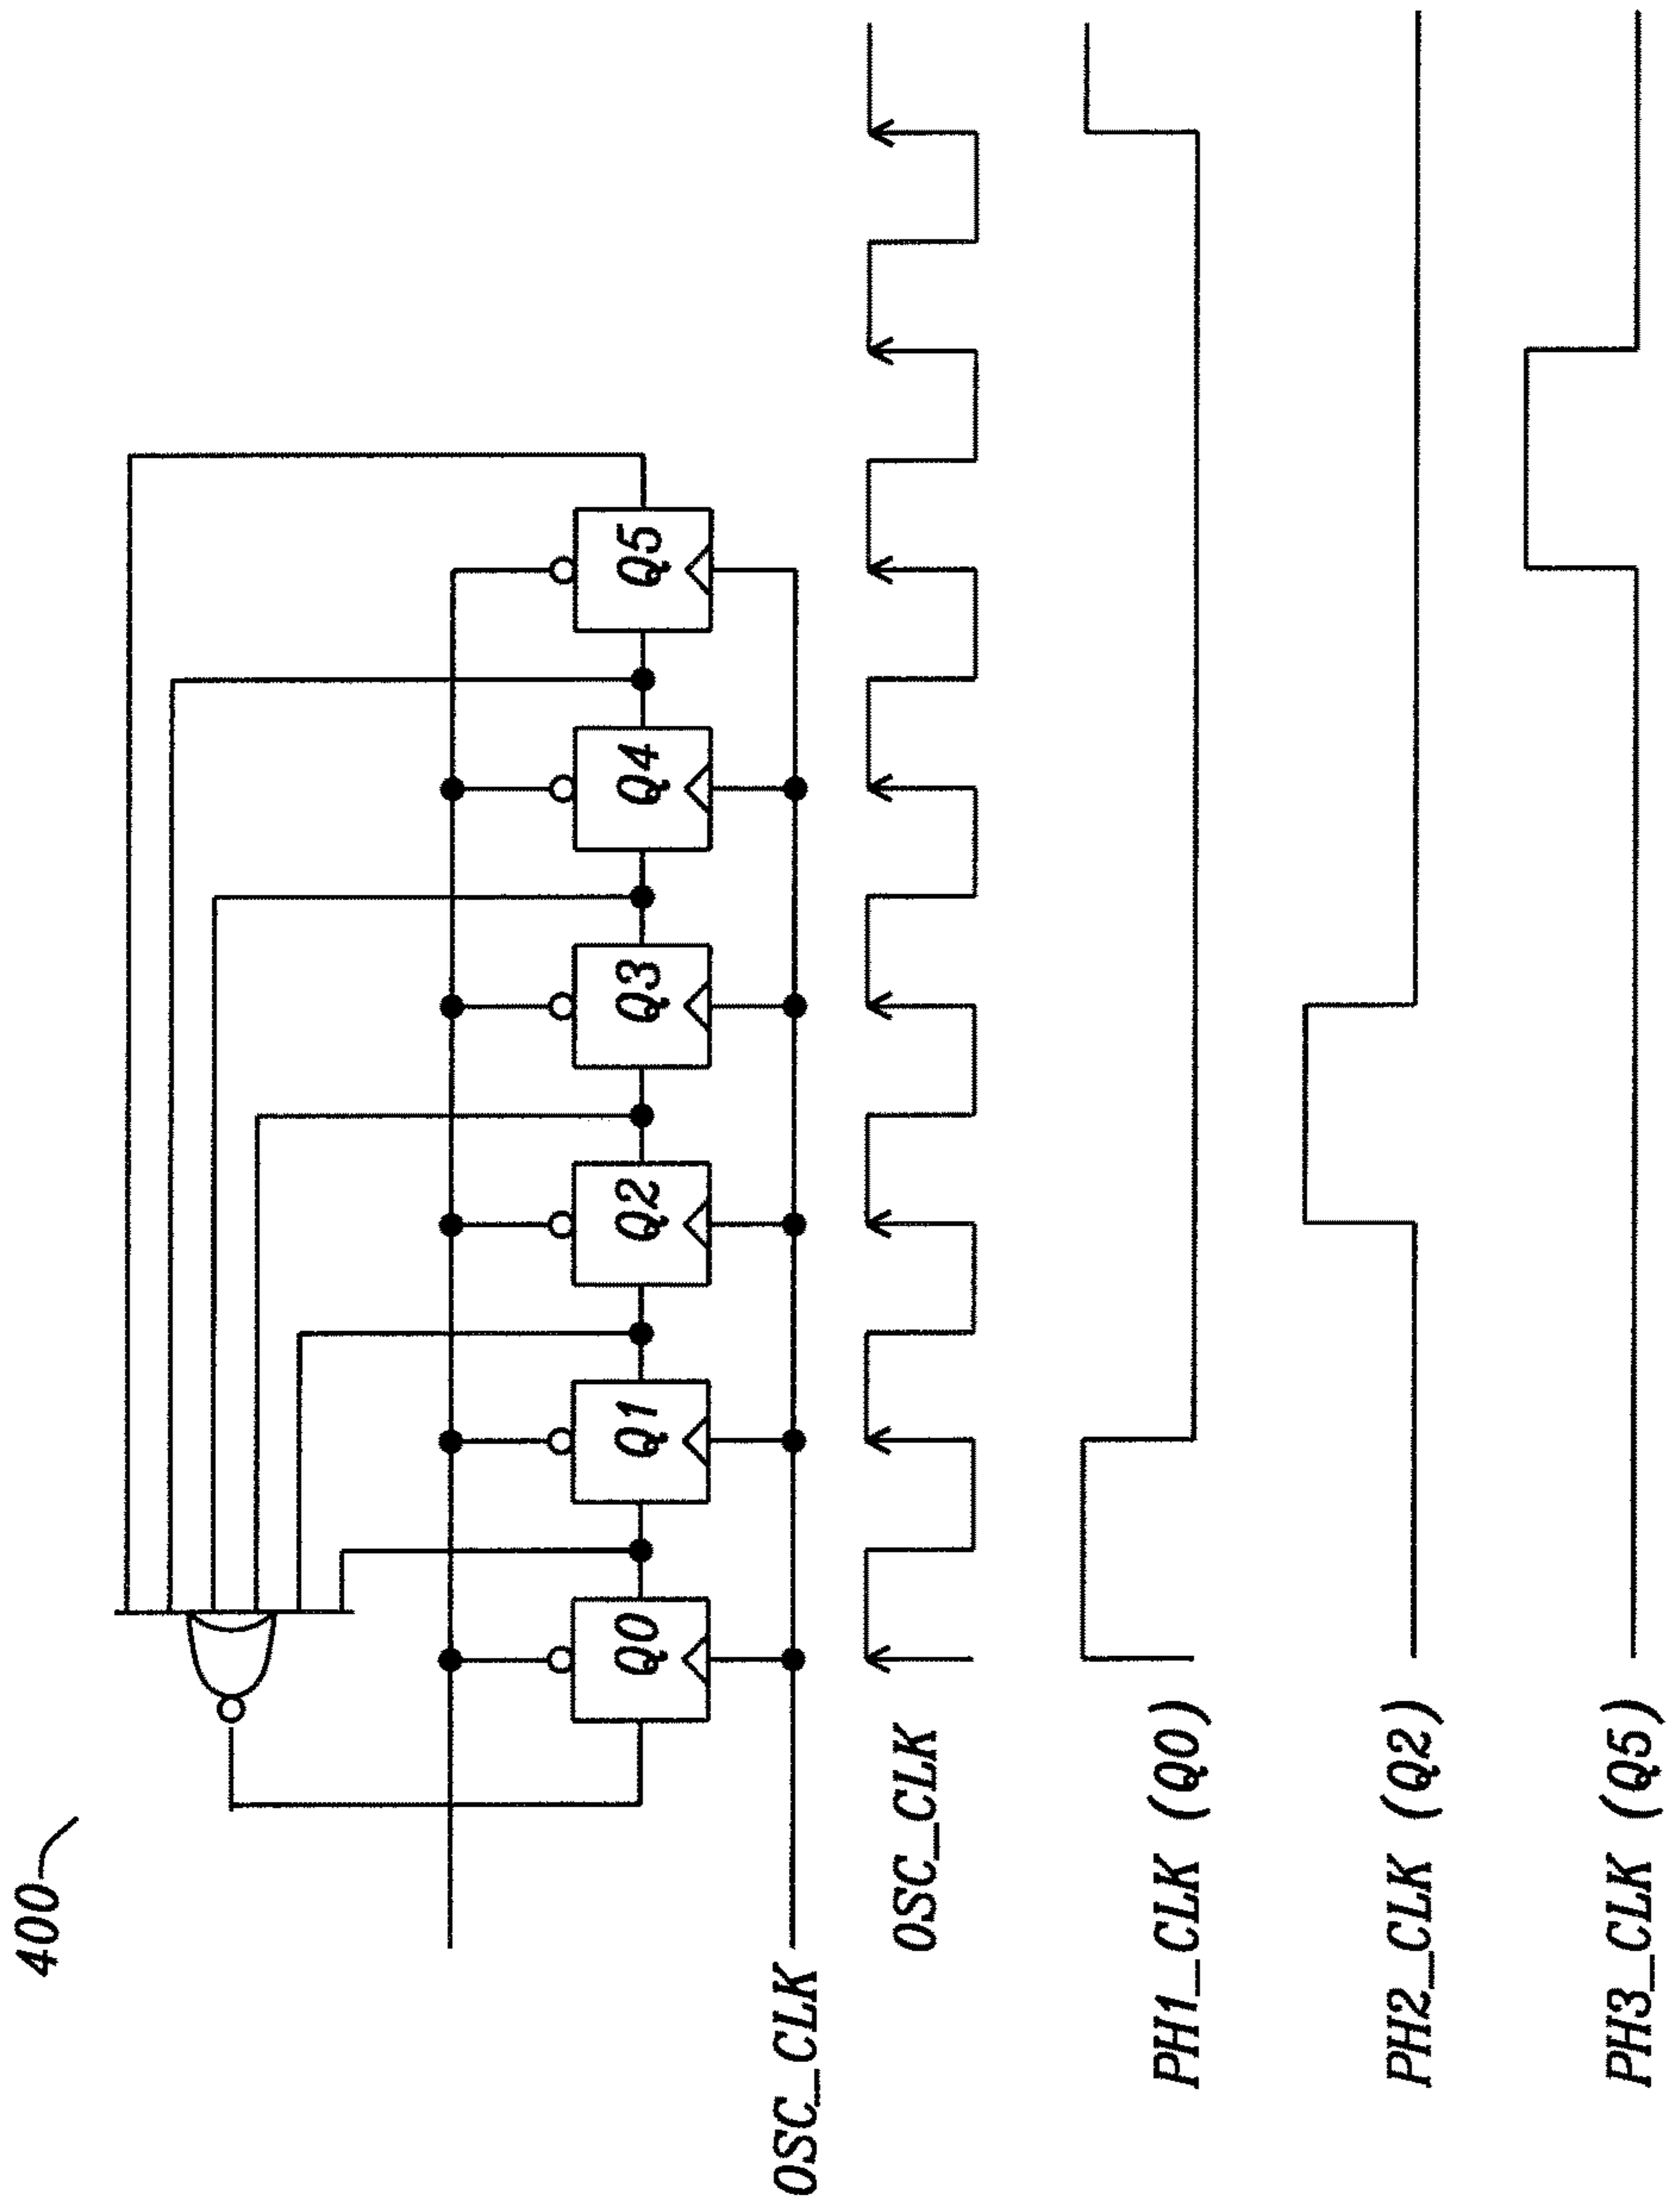 400
Q0 Q1 Q2 Q3 Q4 Q5
OSC_CLK
OSC_CLK
PH1_CLK (Q0)
PH2_CLK (Q2)
PH3_CLK (Q5)